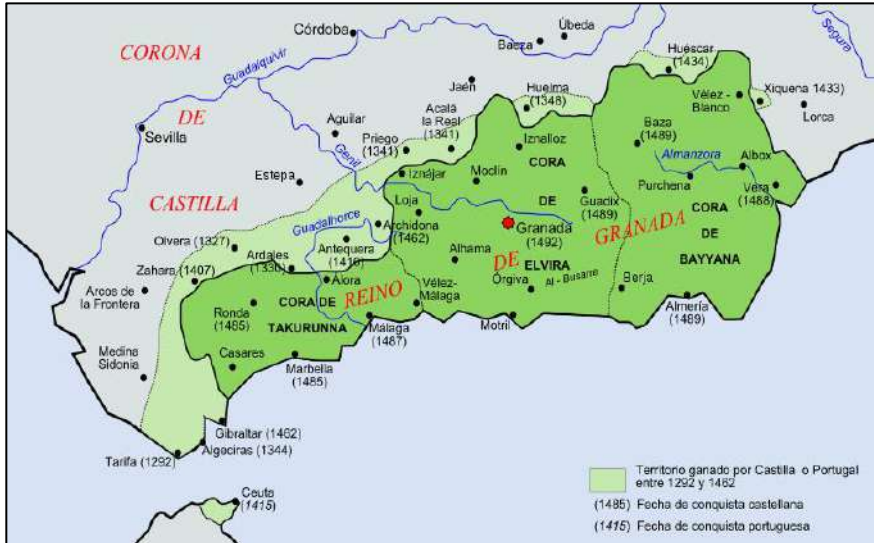 CORONA
DE
CASTILLA
Córdoba
Guadalquivir
Baeza
Úbeda
Segura
Jaén
Huéscar
(1434)
Huelma
(1348)
Vélez -
Blanco
Xiquena 1433)
Lorca
Sevilla
Aguilar
Acalá
la Real
(1341)
Priego
(1341)
Genil
Iznalloz
Baza
(1489)
Almanzora
Albox
Estepa
Iznájar
Moclín
CORA
DE
ELVIRA
Guadix
(1489)
Purchena
Vera
(1488)
Guadalhorce
Loja
Archidona
(1462)
Granada
(1492)
GRANADA
CORA
DE
BAYYANA
Olvera (1327)
Antequera
(1410)
Ardales
(1330)
Alhama
DE
Zahara (1407)
Alora
REINO
Vélez-
Málaga
Órgiva
Al - Busarie
Berja
Arcos de
la Frontera
Ronda
(1485)
CORA DE
TAKURUNNA
Málaga
(1487)
Motril
Almería
(1489)
Medina
Sidonia
Casares
Marbella
(1485)
Gibraltar (1462)
Algeciras (1344)
Tarifa (1292)
Ceuta
(1415)
Territorio ganado por Castilla o Portugal
entre 1292 y 1462
(1485) Fecha de conquista castellana
(1415) Fecha de conquista portuguesa